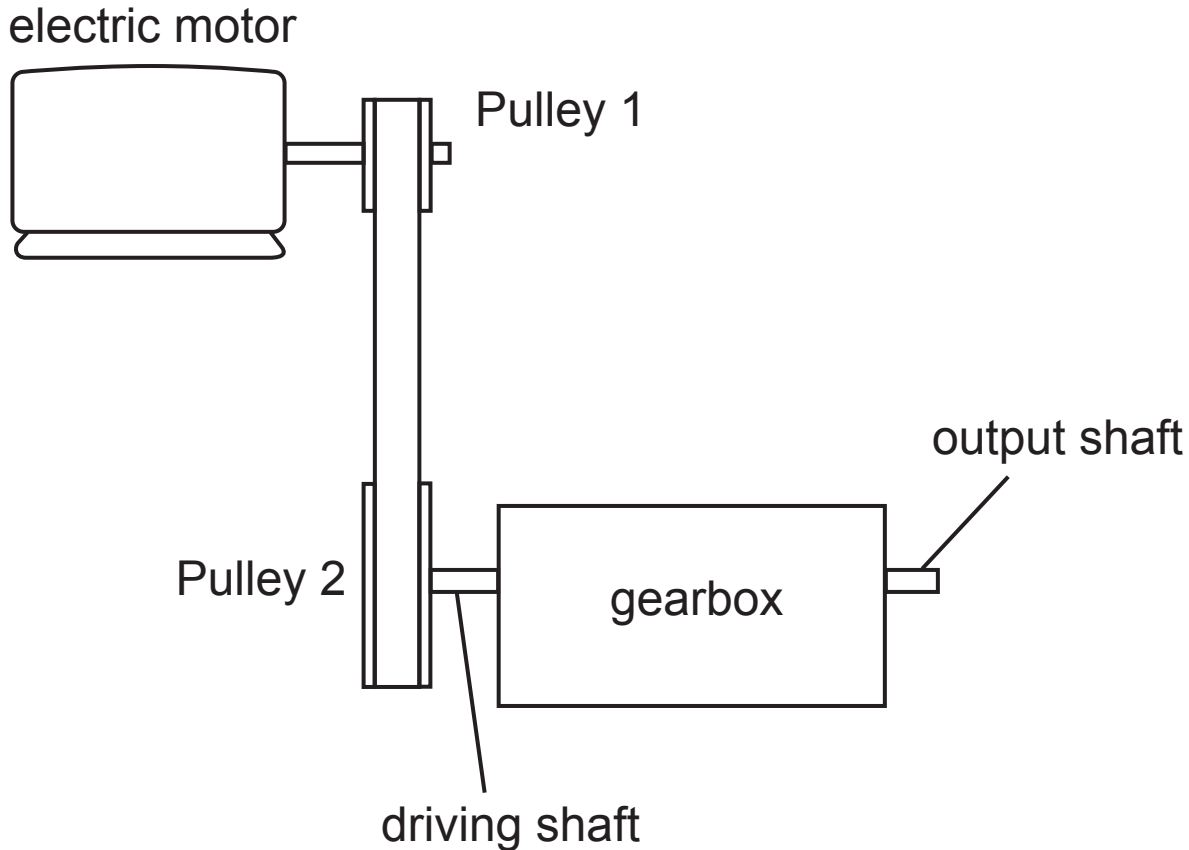 electric motor
Pulley 1
output shaft
Pulley 2
gearbox
driving shaft